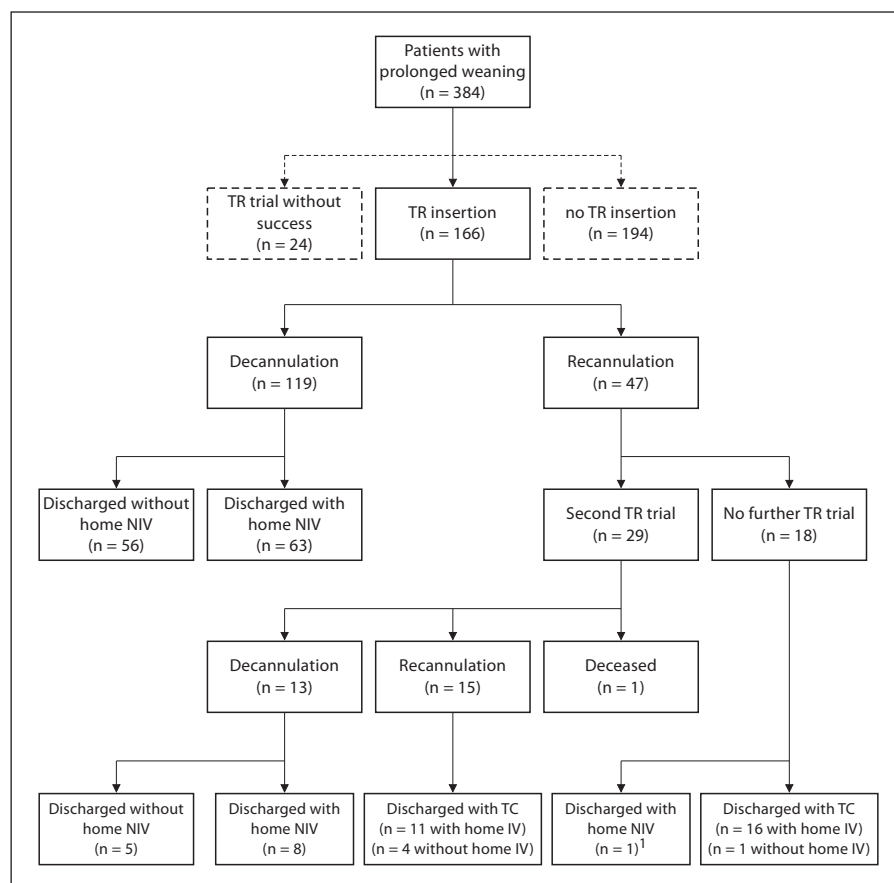 Patients with
prolonged weaning
(n = 384)
TR trial without
success
(n = 24)
TR insertion
(n = 166)
no TR insertion
(n = 194)
Decannulation
(n = 119)
Recannulation
(n = 47)
Discharged without
home NIV
(n = 56)
Discharged with
home NIV
(n = 63)
Second TR trial
(n = 29)
No further TR trial
(n = 18)
Decannulation
(n = 13)
Recannulation
(n = 15)
Deceased
(n = 1)
Discharged without
home NIV
(n = 5)
Discharged with
home NIV
(n = 8)
Discharged with TC
(n = 11 with home IV)
(n = 4 without home IV)
Discharged with
home NIV
(n = 1)¹
Discharged with TC
(n = 16 with home IV)
(n = 1 without home IV)